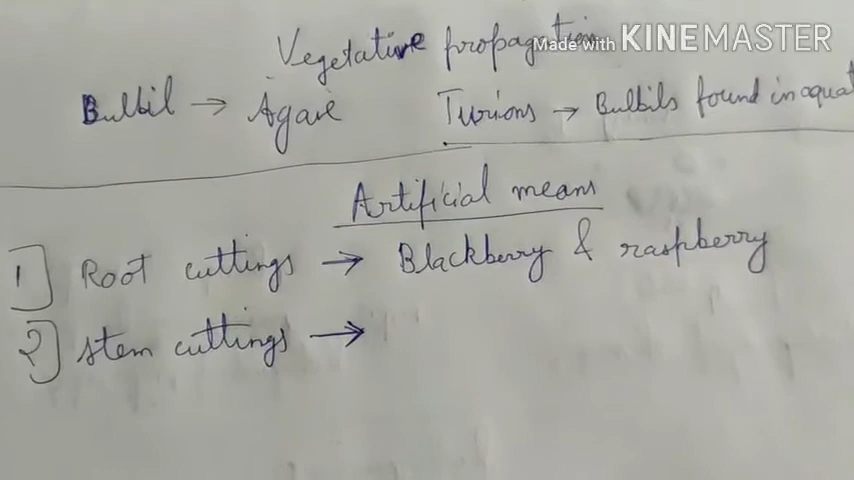 Vegetative propagation
Made with KINEMASTER
Bulbil → Agave
Turions → Bulbils found in aquat
Artificial means
1] Root cuttings → Blackberry & raspberry
2] Stem cuttings →